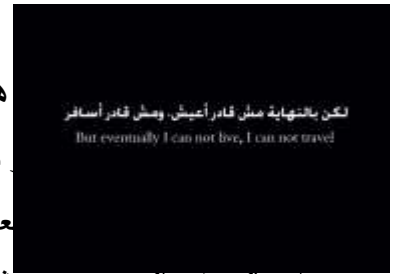 لكن بالنهاية مش قادر أعيش، ومش قادر أسافر
But eventually I can not live, I can not travel